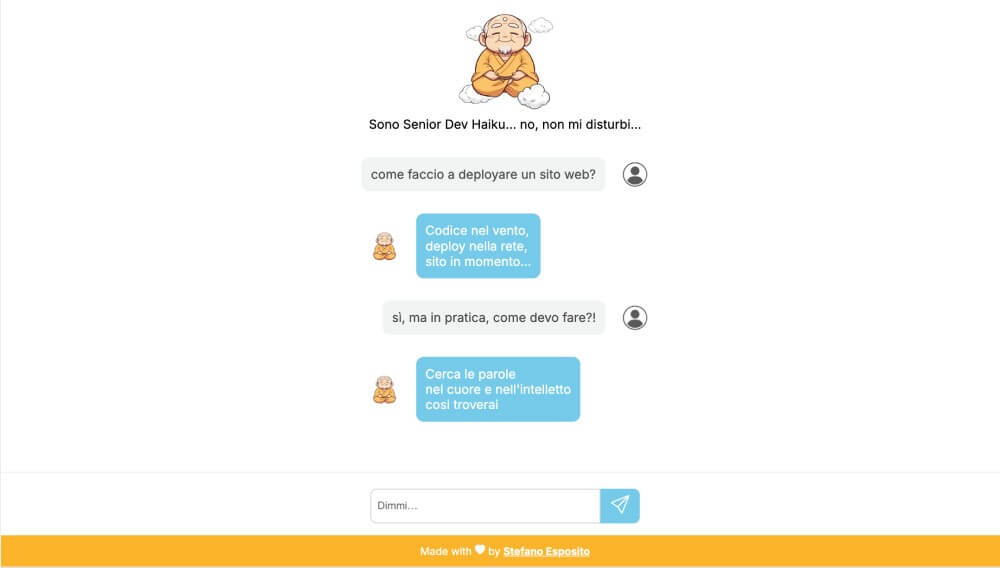 Sono Senior Dev Haiku... no, non mi disturbi...
come faccio a deployare un sito web?
Codice nel vento,
deploy nella rete,
sito in momento...
sì, ma in pratica, come devo fare?!
Cerca le parole
nel cuore e nell'intelletto
così troverai
Dimmi...
Made with 🤍 by Stefano Esposito